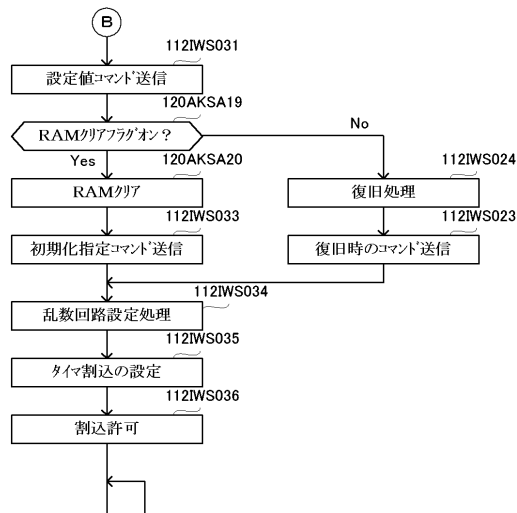 B
112IWS031
設定値ｺﾏﾝﾄﾞ送信
120AKSA19
RAMｸﾘｱﾌﾗｸﾞｵﾝ？
No
Yes
120AKSA20
112IWS024
RAMｸﾘｱ
復旧処理
112IWS033
112IWS023
初期化指定ｺﾏﾝﾄﾞ送信
復旧時のｺﾏﾝﾄﾞ送信
112IWS034
乱数回路設定処理
112IWS035
ﾀｲﾏ割込の設定
112IWS036
割込許可